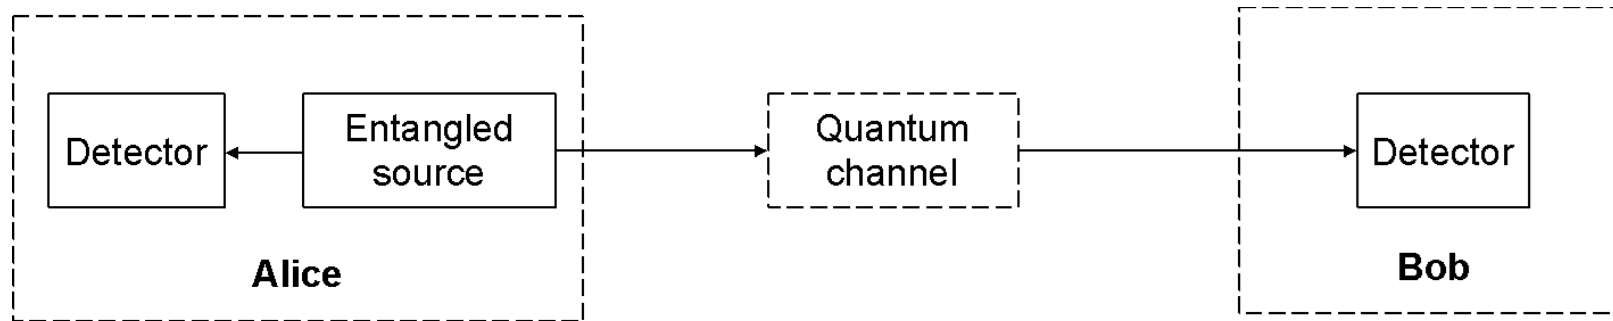 Detector
Entangled
source
Alice
Quantum
channel
Detector
Bob